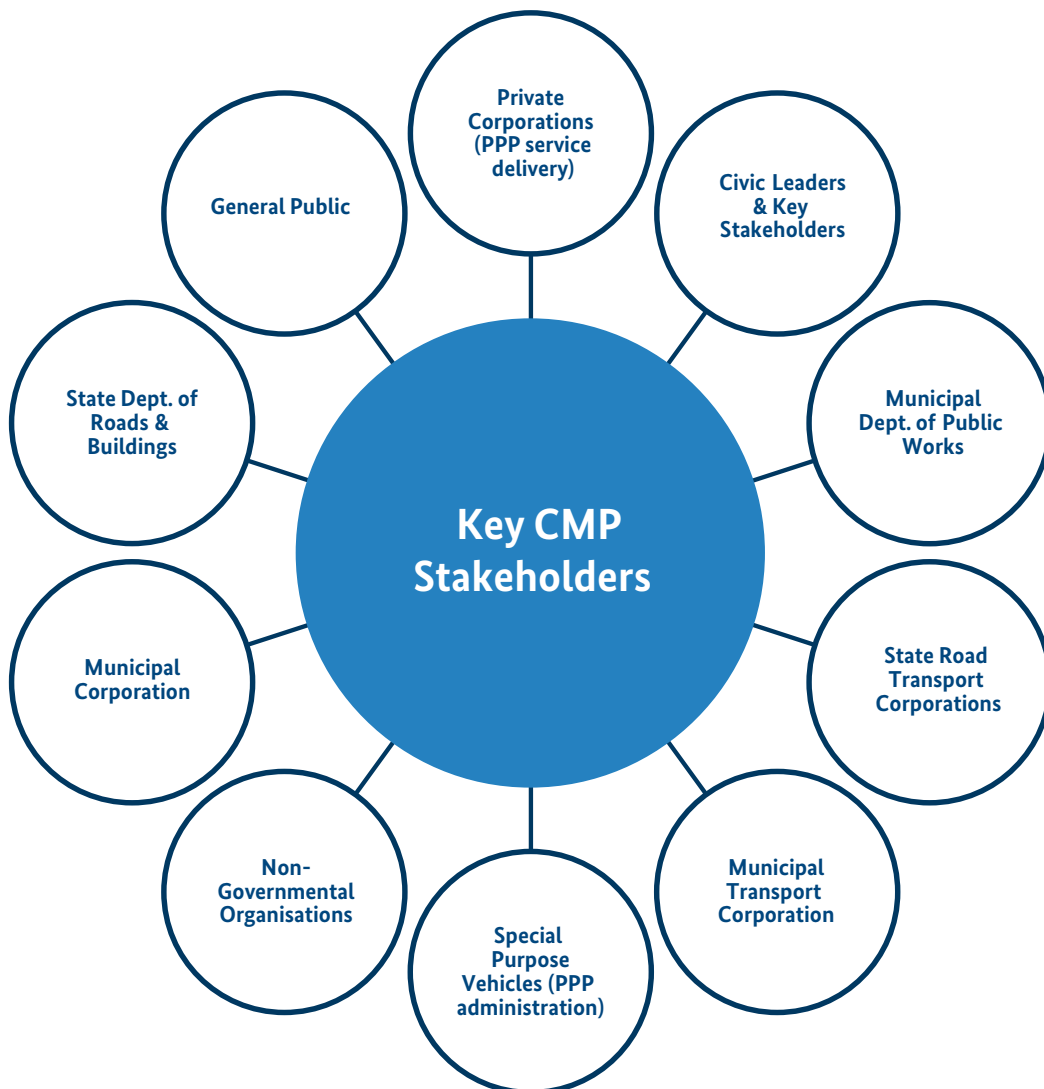 Private
Corporations
(PPP service
delivery)
Civic Leaders
& Key
Stakeholders
Municipal
Dept. of Public
Works
State Road
Transport
Corporations
Municipal
Transport
Corporation
Special
Purpose
Vehicles (PPP
administration)
Non-
Governmental
Organisations
Municipal
Corporation
State Dept. of
Roads &
Buildings
General Public
Key CMP
Stakeholders